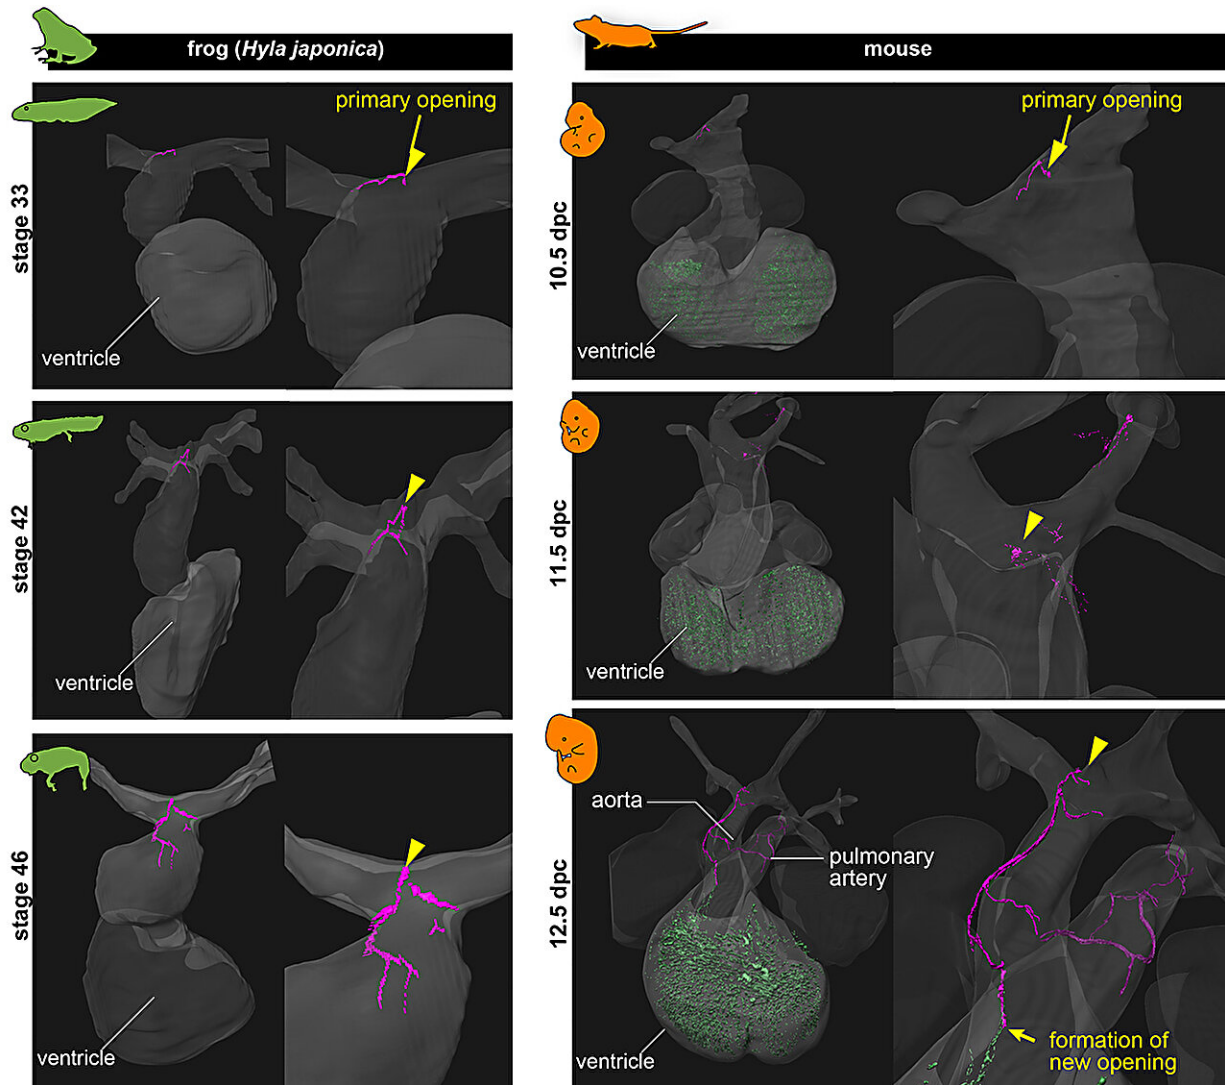 frog (Hyla japonica)
mouse
stage 33
primary opening
ventricle
10.5 dpc
primary opening
ventricle
stage 42
ventricle
11.5 dpc
ventricle
stage 46
ventricle
12.5 dpc
aorta
pulmonary
artery
ventricle
formation of
new opening